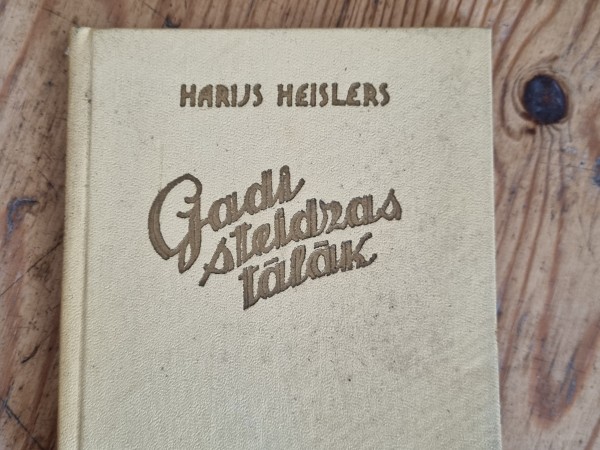 HARIJS HEISLERS
Gadi
steidzas
tālāk